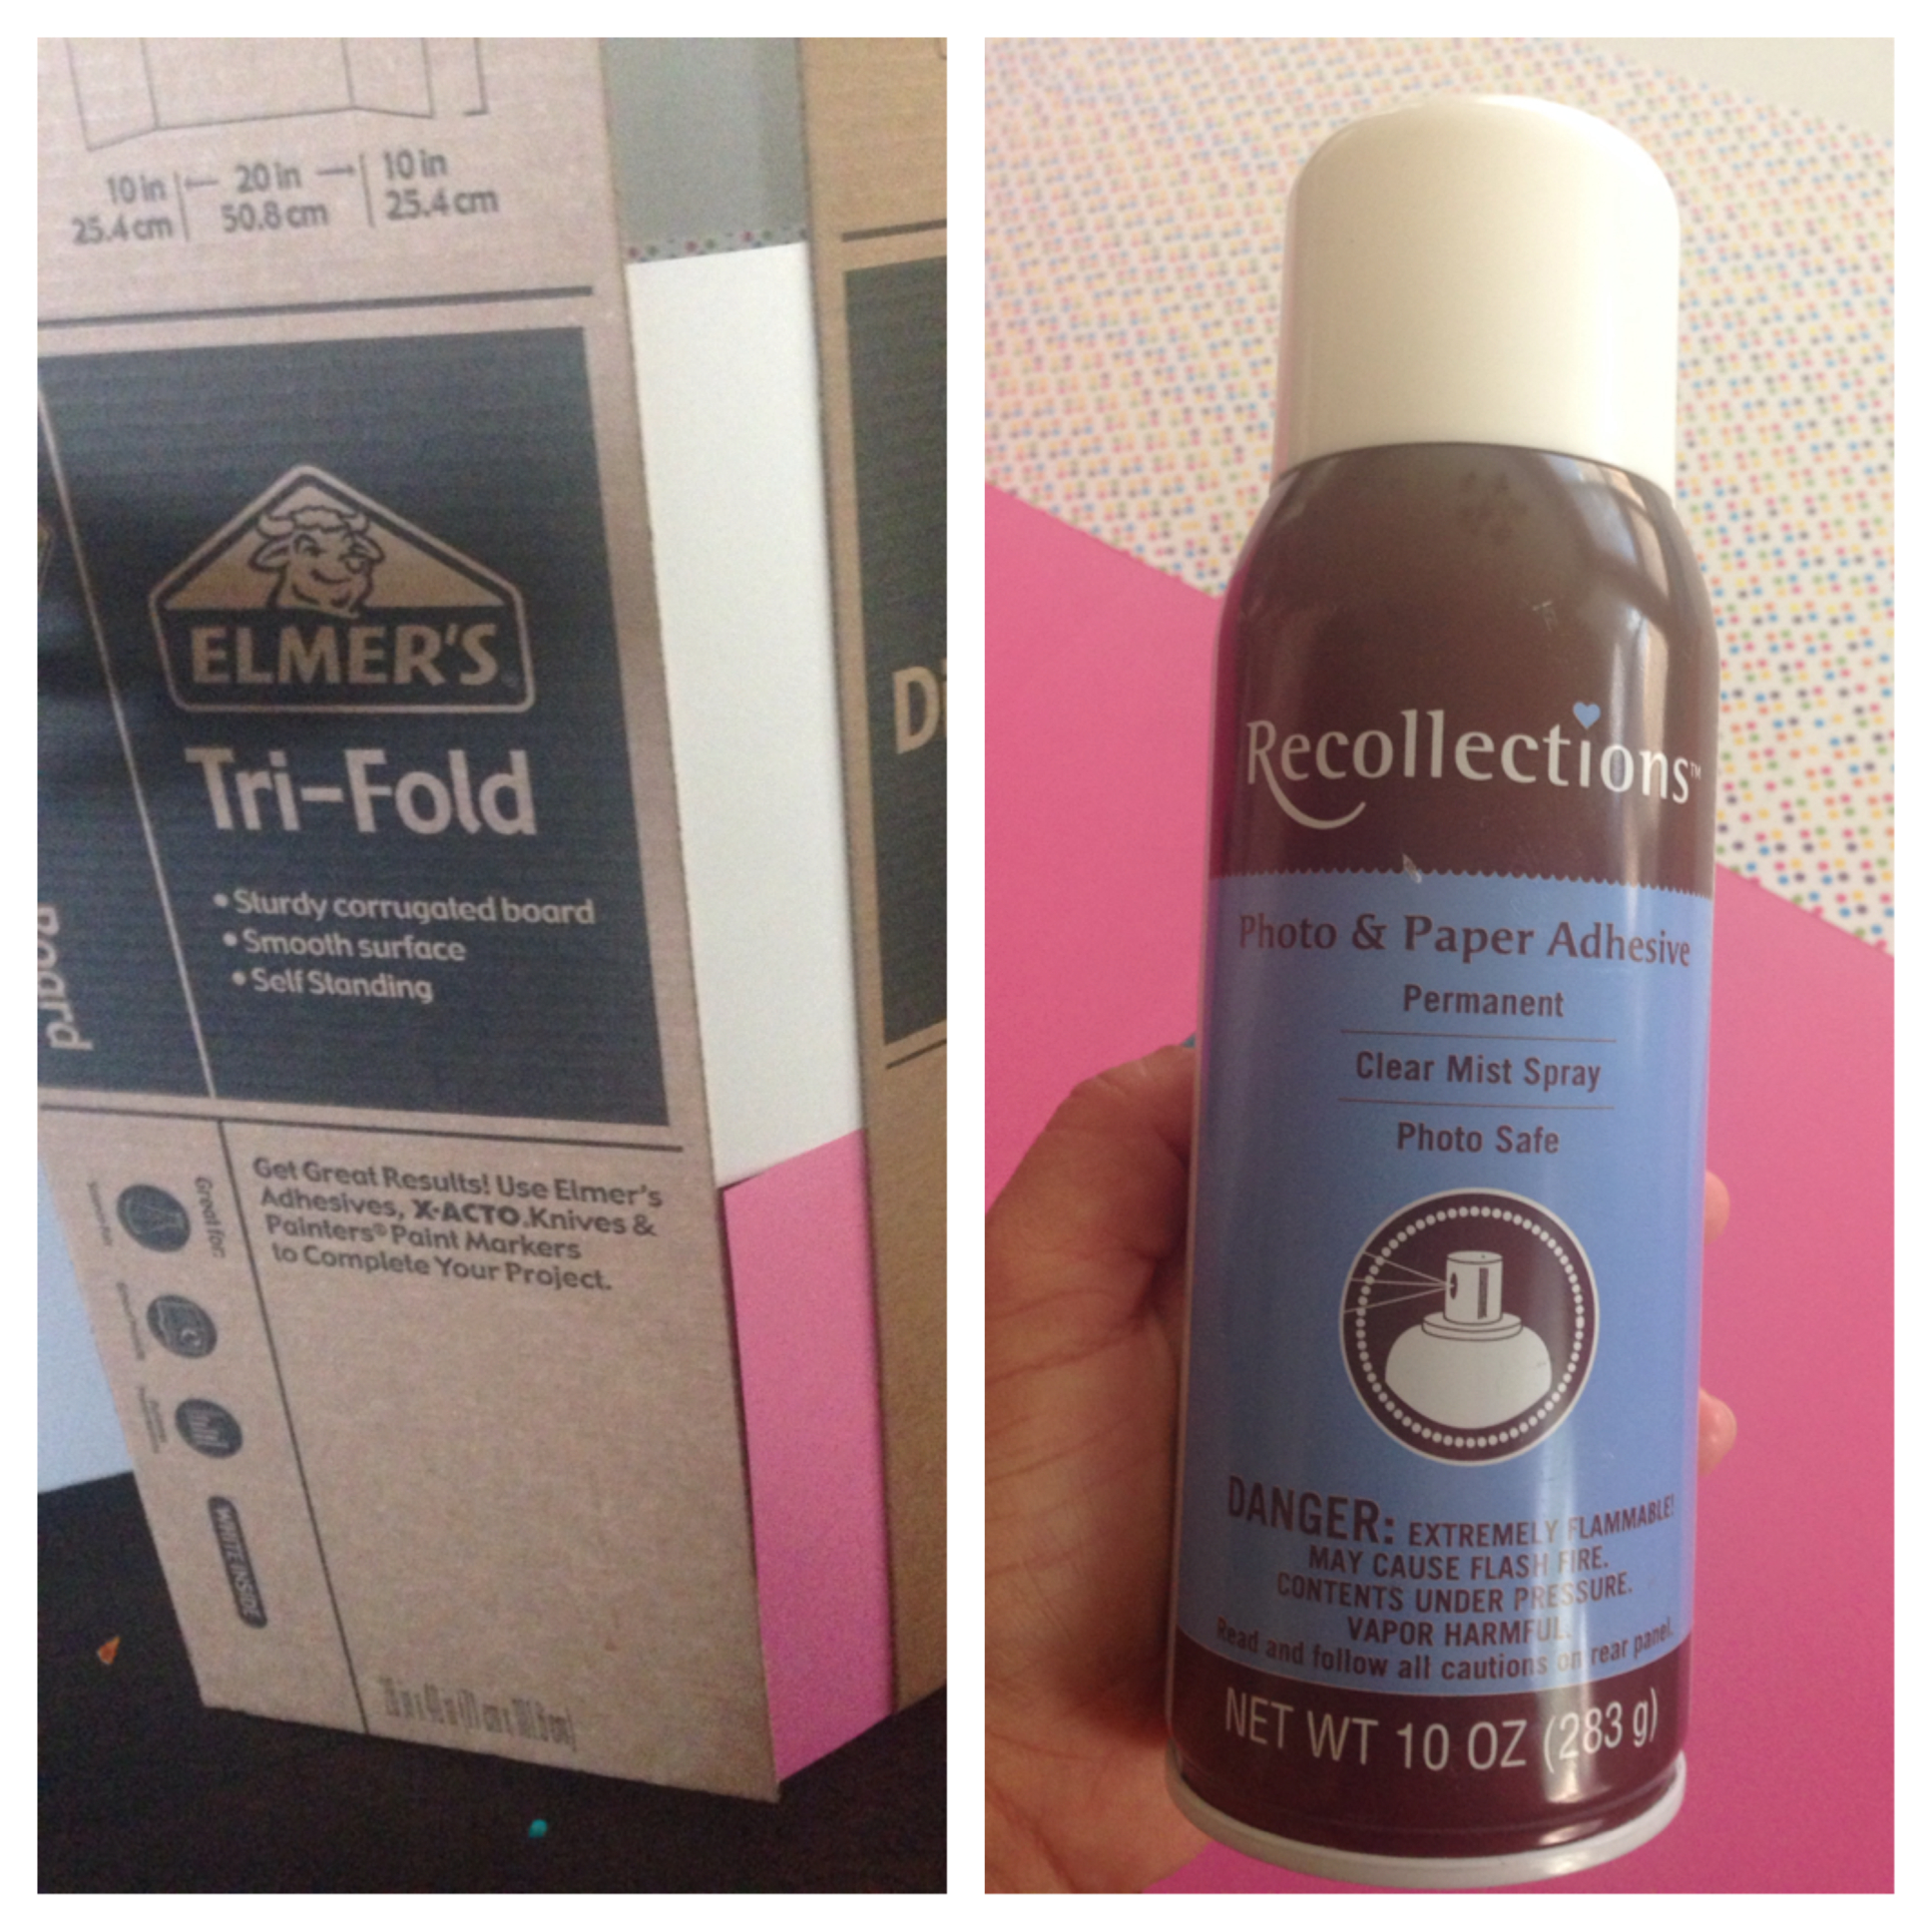 10 in 20 in 10 in
25.4 cm 50.8 cm 25.4 cm
ELMER'S
Tri-Fold
• Sturdy corrugated board
• Smooth surface
• Self Standing
Board
Di
Get Great Results! Use Elmer's
Adhesives, X-ACTO Knives &
Painters® Paint Markers
to Complete Your Project.
Great for:
WHITE INSIDE
Recollections™
Photo & Paper Adhesive
Permanent
Clear Mist Spray
Photo Safe
DANGER: EXTREMELY FLAMMABLE!
MAY CAUSE FLASH FIRE.
CONTENTS UNDER PRESSURE.
VAPOR HARMFUL.
Read and follow all cautions on rear panel.
NET WT 10 OZ (283 g)